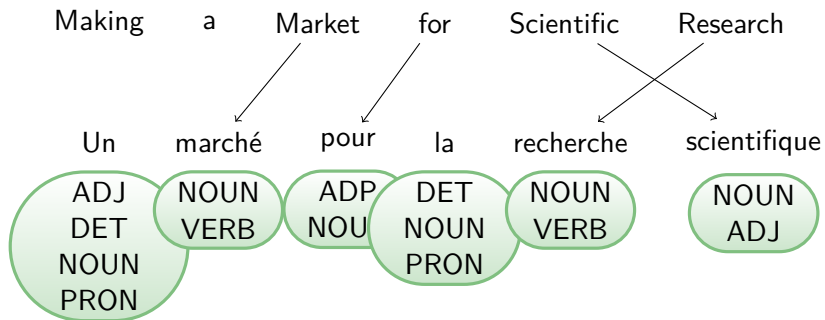 Making a Market for Scientific Research
Un marché pour la recherche scientifique
ADJ NOUN ADP DET NOUN NOUN
DET VERB NOU NOUN VERB ADJ
NOUN PRON
PRON